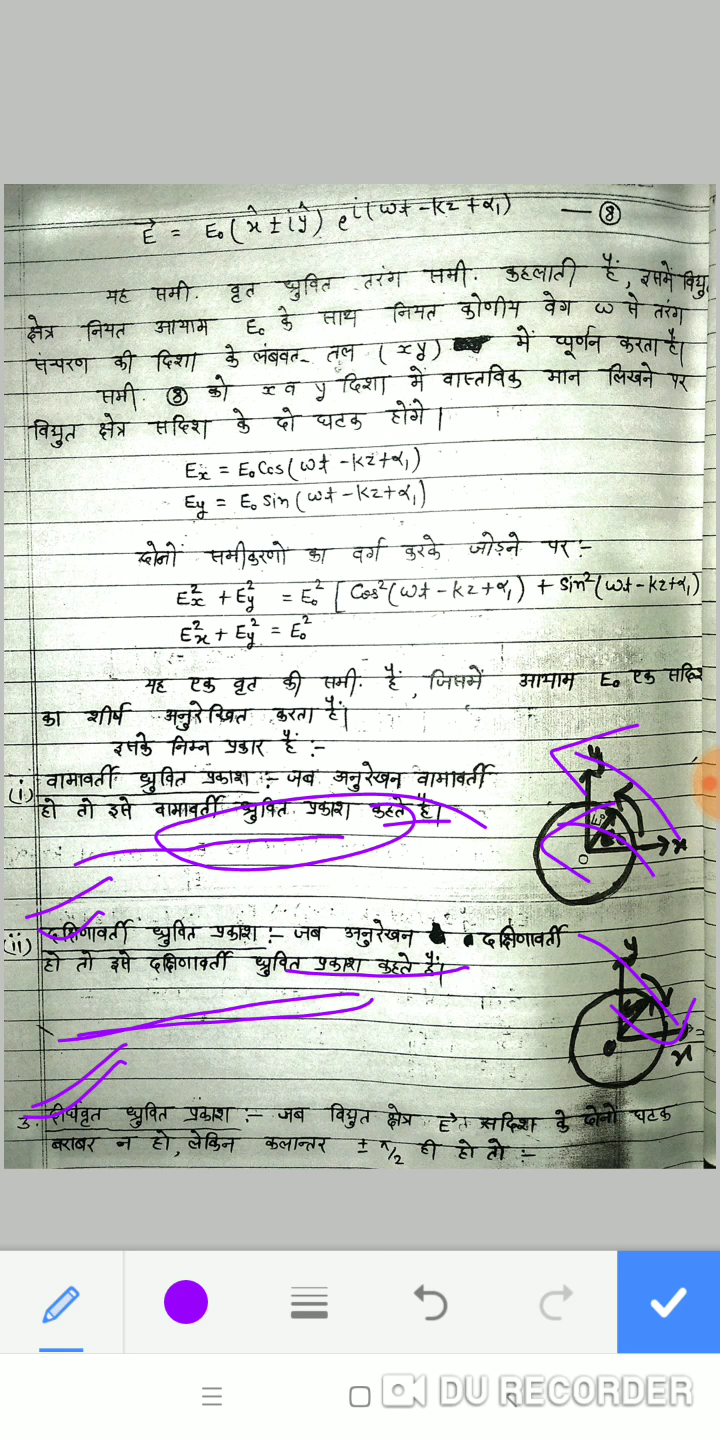 E⃗ = E₀(x̂ ± iŷ) e^i(ωt - kz + α₁) — ⑧
यह समी. वृत ध्रुवित तरंग समी. कहलाती हैं, इसमें विद्यु
क्षेत्र नियत आयाम E₀ के साथ नियत कोणीय वेग ω से तरंग
संचरण की दिशा के लंबवत तल (xy) में घूर्णन करता है।
समी. ⑧ को x व y दिशा में वास्तविक मान लिखने पर
विद्युत क्षेत्र सदिश के दो घटक होंगे।
Ex = E₀ Cos(ωt - kz + α₁)
Ey = E₀ Sin(ωt - kz + α₁)
दोनो समीकरणो का वर्ग करके जोड़ने पर :-
Ex² + Ey² = E₀² [Cos²(ωt - kz + α₁) + Sin²(ωt - kz + α₁)
Ex² + Ey² = E₀²
यह एक वृत की समी. हैं, जिसमें आयाम E₀ एक सदिश
का शीर्ष अनुरेखित करता हैं।
इसके निम्न प्रकार हैं :-
(i) वामावर्ती ध्रुवित प्रकाश :- जब अनुरेखन वामावर्ती
हो तो इसे वामावर्ती ध्रुवित प्रकाश कहते है।
y
E₀
O
x
(ii) दक्षिणावर्ती ध्रुवित प्रकाश :- जब अनुरेखन दक्षिणावर्ती
हो तो इसे दक्षिणावर्ती ध्रुवित प्रकाश कहते हैं।
y
O
x
3. दीर्घवृत ध्रुवित प्रकाश :- जब विद्युत क्षेत्र E⃗ सदिश के दोनो घटक
बराबर न हो, लेकिन कलान्तर ± π/2 ही हो तो :-
DU RECORDER